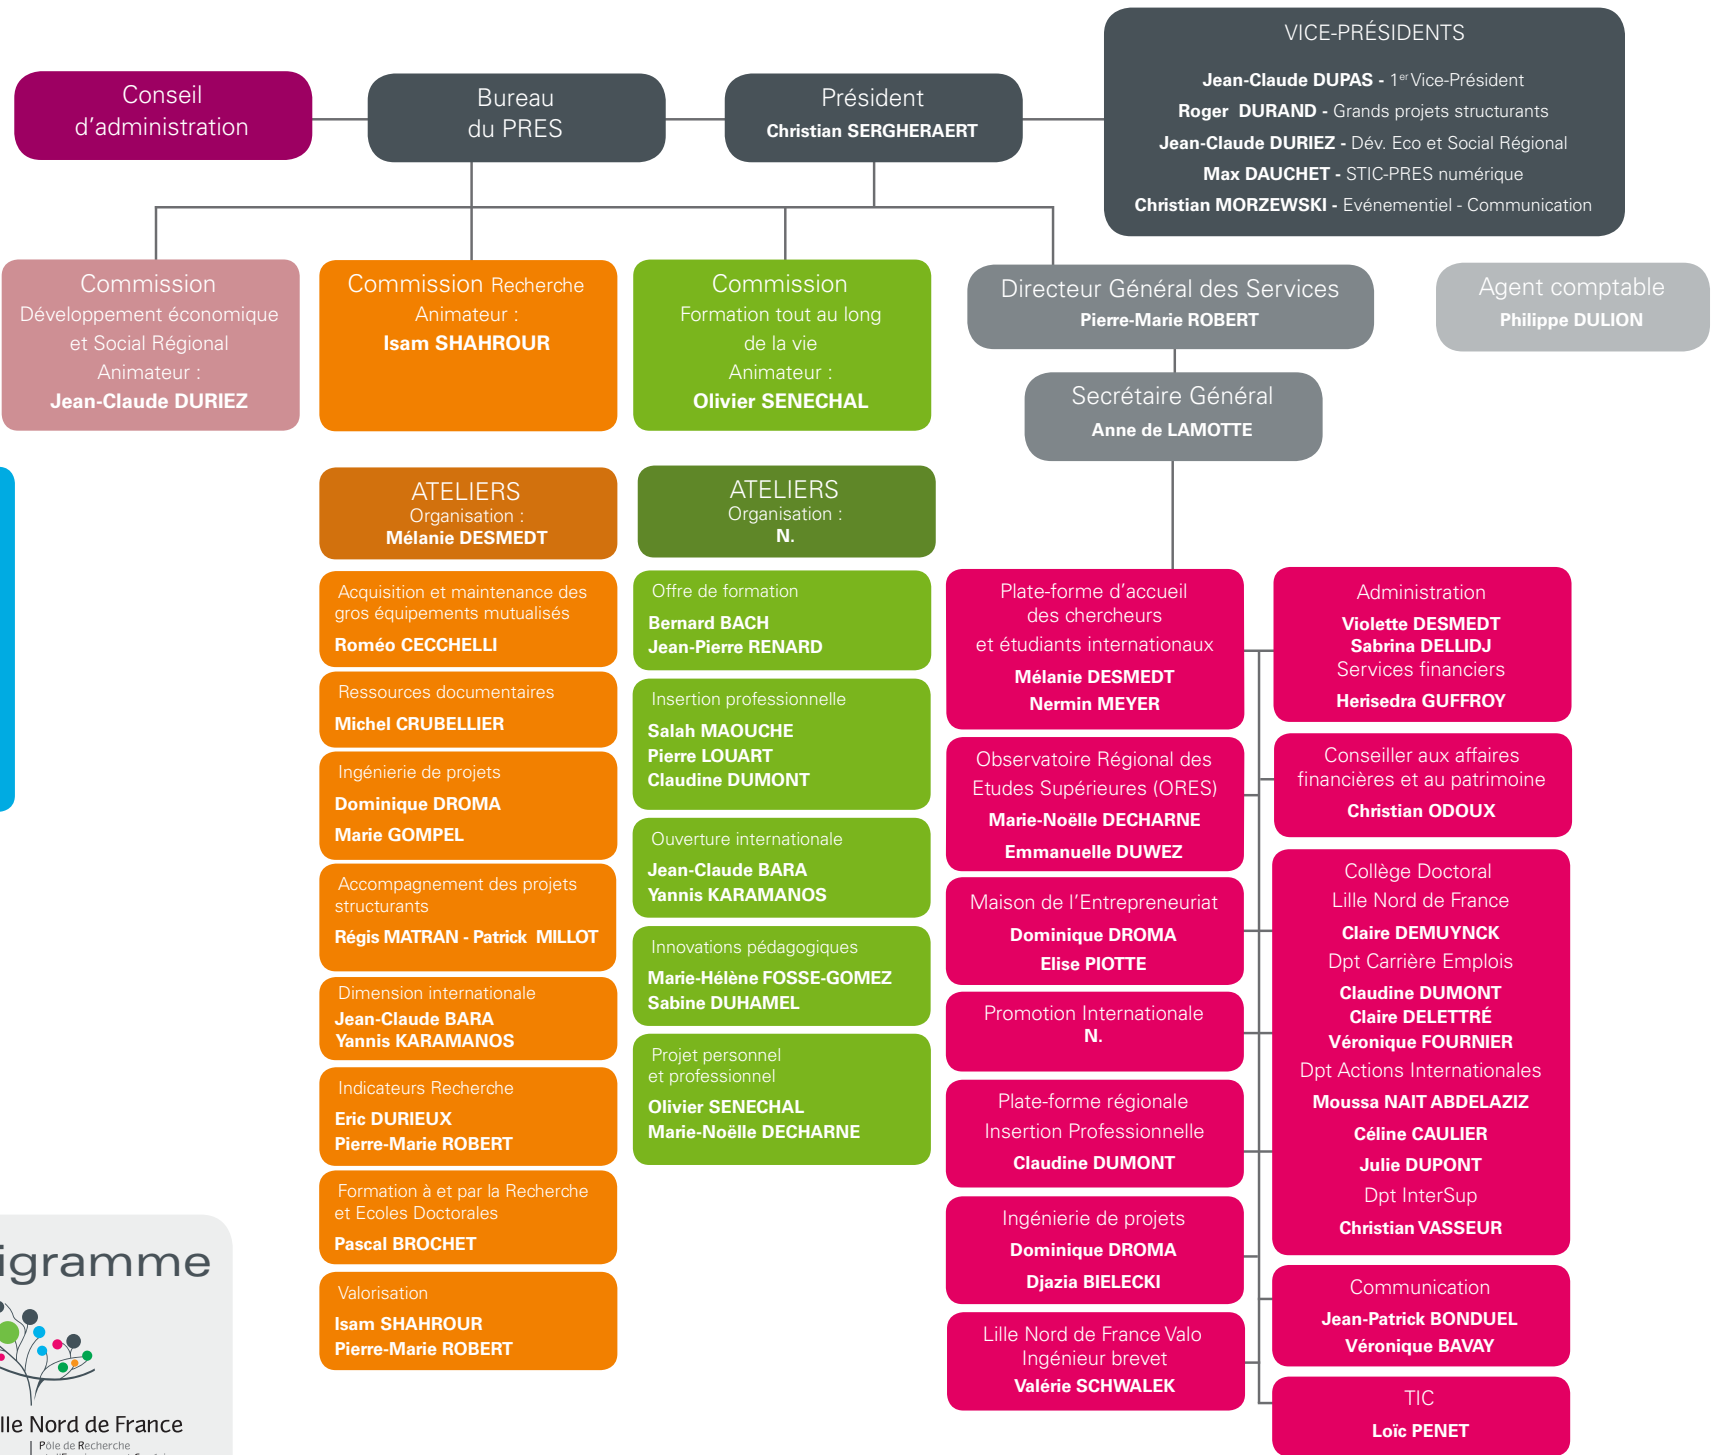 Conseil
d'administration
Bureau
du PRES
Président
Christian SERGHERAERT
VICE-PRÉSIDENTS
Jean-Claude DUPAS - 1er Vice-Président
Roger DURAND - Grands projets structurants
Jean-Claude DURIEZ - Dév. Eco et Social Régional
Max DAUCHET - STIC-PRES numérique
Christian MORZEWSKI - Evénementiel - Communication
Commission
Développement économique
et Social Régional
Animateur :
Jean-Claude DURIEZ
Commission Recherche
Animateur :
Isam SHAHROUR
Commission
Formation tout au long
de la vie
Animateur :
Olivier SENECHAL
Directeur Général des Services
Pierre-Marie ROBERT
Agent comptable
Philippe DULION
Secrétaire Général
Anne de LAMOTTE
ATELIERS
Organisation :
Mélanie DESMEDT
Acquisition et maintenance des
gros équipements mutualisés
Roméo CECCHELLI
Ressources documentaires
Michel CRUBELLIER
Ingénierie de projets
Dominique DROMA
Marie GOMPEL
Accompagnement des projets
structurants
Régis MATRAN - Patrick MILLOT
Dimension internationale
Jean-Claude BARA
Yannis KARAMANOS
Indicateurs Recherche
Eric DURIEUX
Pierre-Marie ROBERT
Formation à et par la Recherche
et Ecoles Doctorales
Pascal BROCHET
Valorisation
Isam SHAHROUR
Pierre-Marie ROBERT
ATELIERS
Organisation :
N.
Offre de formation
Bernard BACH
Jean-Pierre RENARD
Insertion professionnelle
Salah MAOUCHE
Pierre LOUART
Claudine DUMONT
Ouverture internationale
Jean-Claude BARA
Yannis KARAMANOS
Innovations pédagogiques
Marie-Hélène FOSSE-GOMEZ
Sabine DUHAMEL
Projet personnel
et professionnel
Olivier SENECHAL
Marie-Noëlle DECHARNE
Plate-forme d'accueil
des chercheurs
et étudiants internationaux
Mélanie DESMEDT
Nermin MEYER
Observatoire Régional des
Etudes Supérieures (ORES)
Marie-Noëlle DECHARNE
Emmanuelle DUWEZ
Maison de l'Entrepreneuriat
Dominique DROMA
Elise PIOTTE
Promotion Internationale
N.
Plate-forme régionale
Insertion Professionnelle
Claudine DUMONT
Ingénierie de projets
Dominique DROMA
Djazia BIELECKI
Lille Nord de France Valo
Ingénieur brevet
Valérie SCHWALEK
Administration
Violette DESMEDT
Sabrina DELLIDJ
Services financiers
Herisedra GUFFROY
Conseiller aux affaires
financières et au patrimoine
Christian ODOUX
Collège Doctoral
Lille Nord de France
Claire DEMUYNCK
Dpt Carrière Emplois
Claudine DUMONT
Claire DELETTRÉ
Véronique FOURNIER
Dpt Actions Internationales
Moussa NAIT ABDELAZIZ
Céline CAULIER
Julie DUPONT
Dpt InterSup
Christian VASSEUR
Communication
Jean-Patrick BONDUEL
Véronique BAVAY
TIC
Loïc PENET
igramme
lle Nord de France
Pôle de Recherche